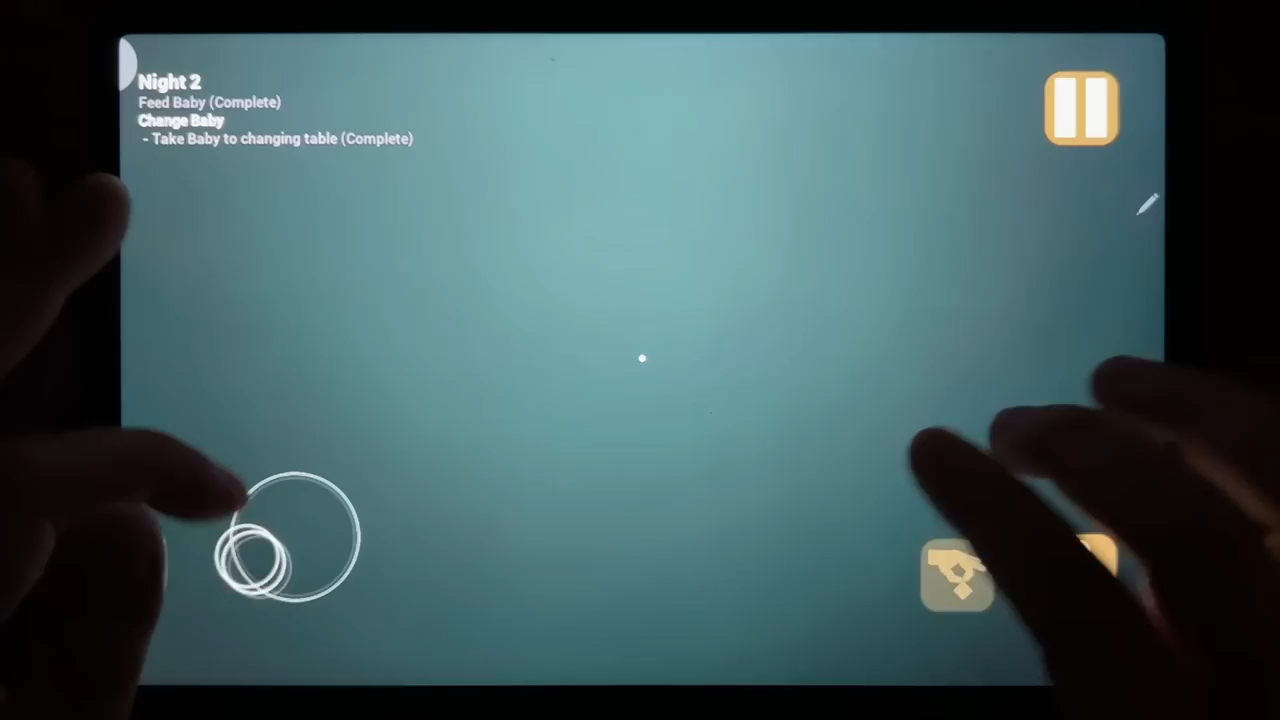 Night 2
Feed Baby (Complete)
Change Baby
- Take Baby to changing table (Complete)